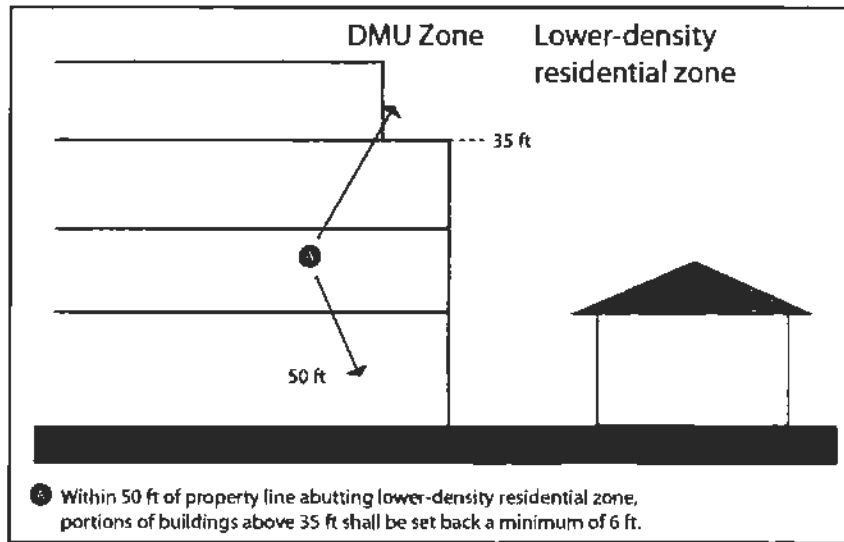 DMU Zone
Lower-density
residential zone
35 ft
A
50 ft
A Within 50 ft of property line abutting lower-density residential zone,
portions of buildings above 35 ft shall be set back a minimum of 6 ft.